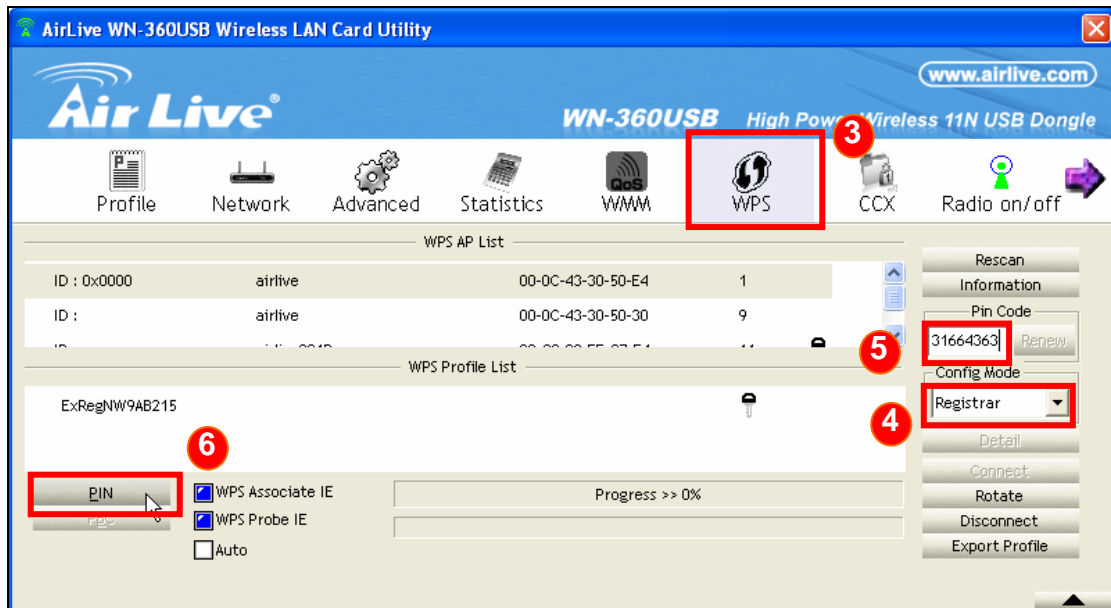 AirLive WN-360USB Wireless LAN Card Utility
www.airlive.com
Air Live®
WN-360USB High Power Wireless 11N USB Dongle
3
Profile Network Advanced Statistics QoS WMM WPS CCX Radio on/off
WPS AP List
Rescan
ID : 0x0000 airlive 00-0C-43-30-50-E4 1
Information
ID : airlive 00-0C-43-30-50-30 9
Pin Code
5
31664363 Renew
WPS Profile List
Config Mode
ExRegNW9AB215
Registrar
4
6
Detail
Connect
PIN WPS Associate IE Progress >> 0%
Rotate
PBC WPS Probe IE
Disconnect
Auto
Export Profile